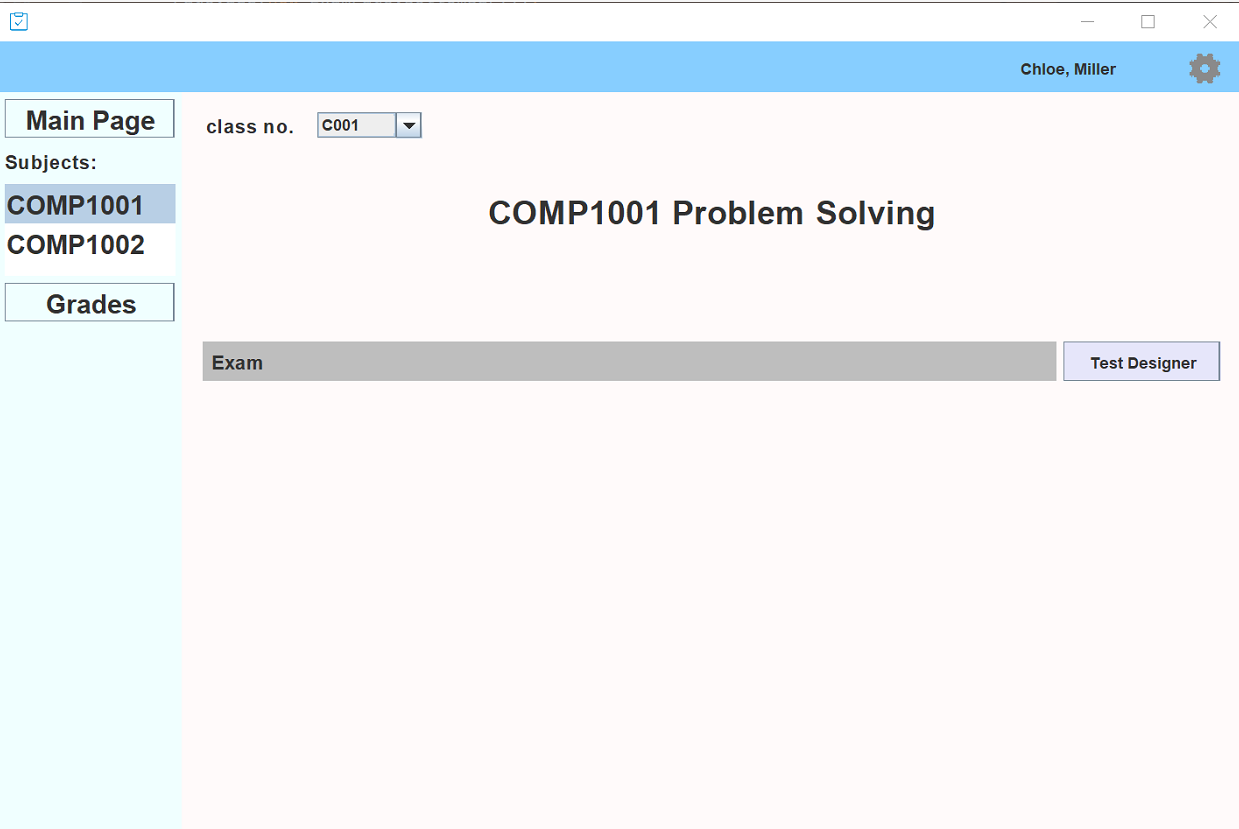 Chloe, Miller
Main Page
class no. C001
Subjects:
COMP1001
COMP1002
Grades
COMP1001 Problem Solving
Exam
Test Designer